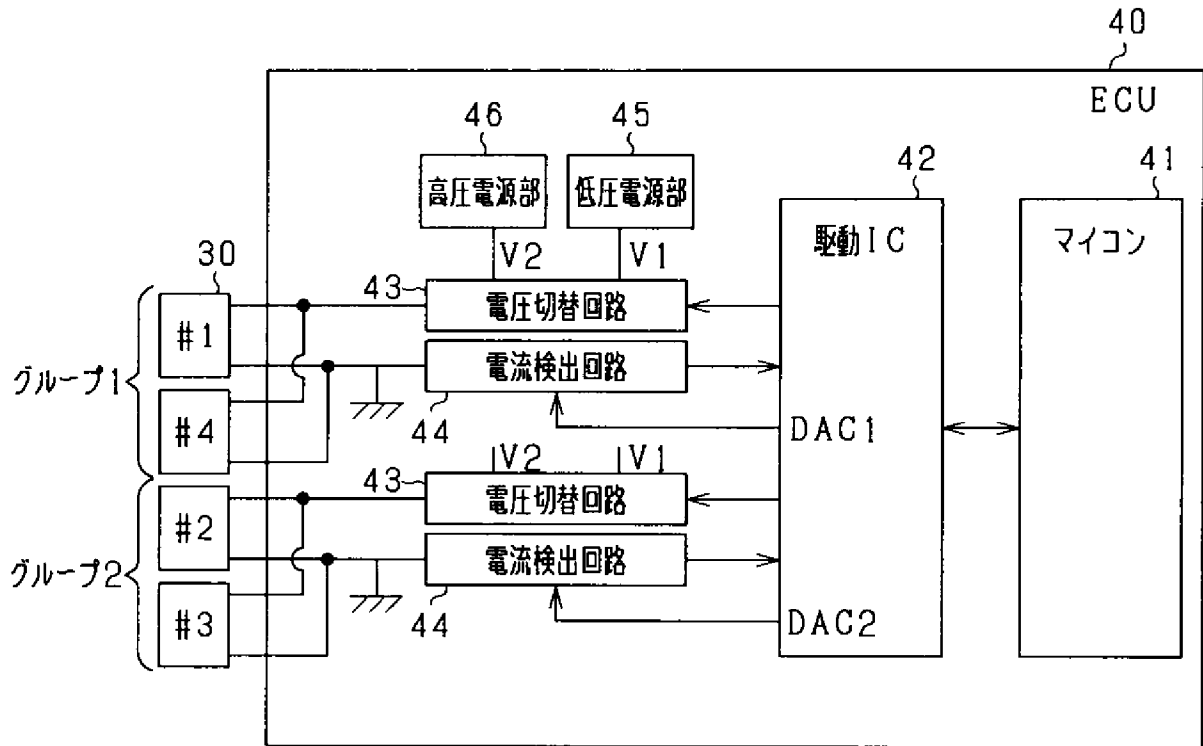 40
ECU
46
45
42
41
高圧電源部
低圧電源部
駆動IC
マイコン
30
V2
V1
43
電圧切替回路
#1
グループ1
電流検出回路
44
DAC1
#4
V2
V1
43
電圧切替回路
#2
グループ2
電流検出回路
44
DAC2
#3